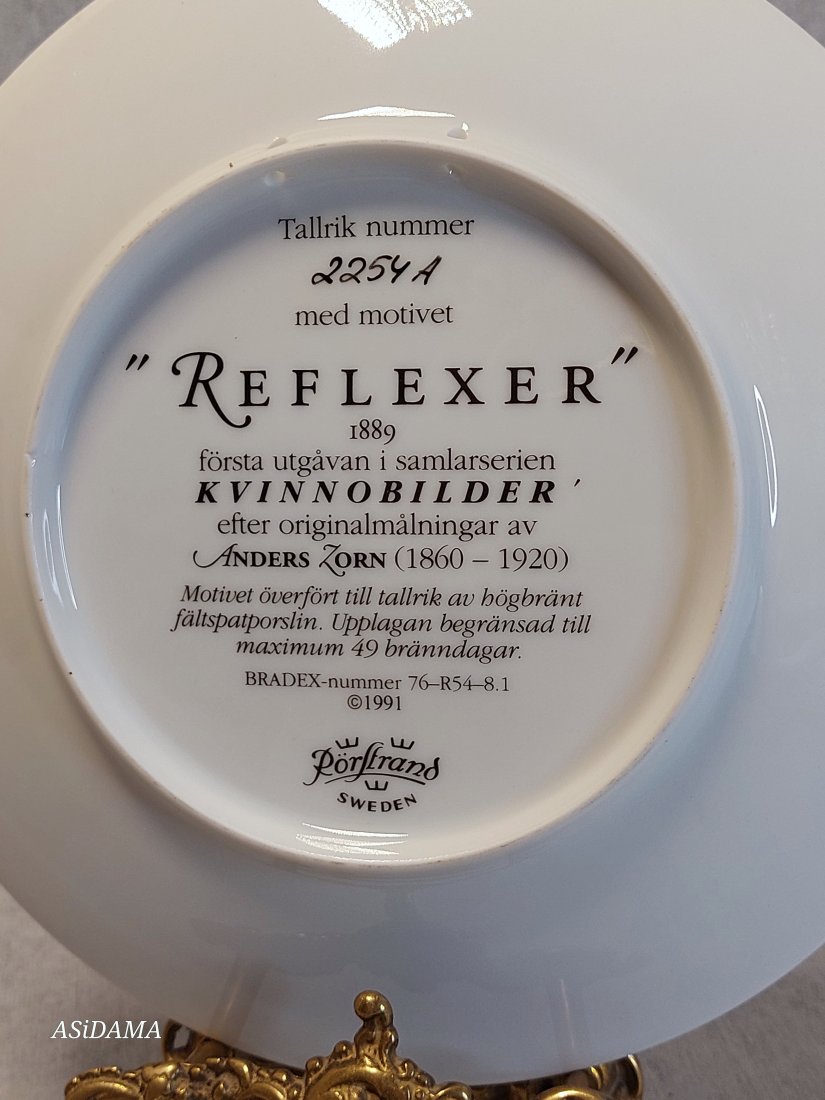 Tallrik nummer
2254A
med motivet
"REFLEXER"
1889
första utgåvan i samlarserien
KVINNOBILDER'
efter originalmålningar av
ANDERS ZORN (1860 – 1920)
Motivet överfört till tallrik av högbränt
fältspatporslin. Upplagan begränsad till
maximum 49 bränndagar.
BRADEX-nummer 76–R54–8.1
©1991
Rörstrand
SWEDEN
ASiDAMA